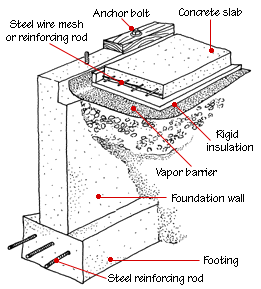 Anchor bolt
Concrete slab
Steel wire mesh
or reinforcing rod
Rigid
insulation
Vapor barrier
Foundation wall
Footing
Steel reinforcing rod